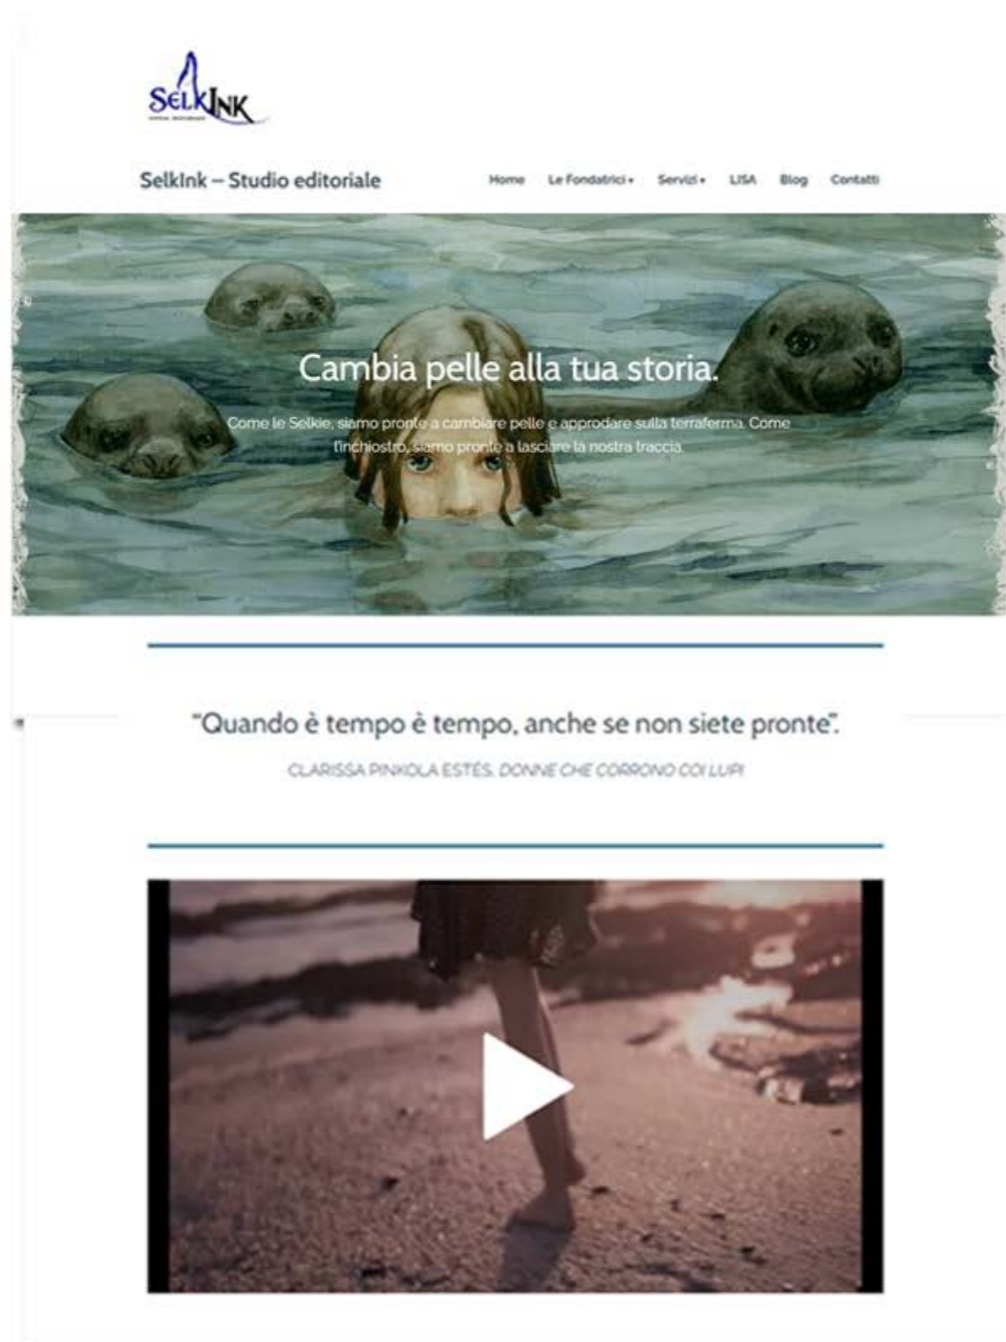 SELKINK
SelkInk – Studio editoriale
Home Le Fondatrici Servizi LISA Blog Contatti
Cambia pelle alla tua storia.
Come le Selkie, siamo pronte a cambiare pelle e approdare sulla terraferma. Come
l'inchiostro, siamo pronte a lasciare la nostra traccia.
"Quando è tempo è tempo, anche se non siete pronte".
CLARISSA PINKOLA ESTÉS, DONNE CHE CORRONO COI LUPI